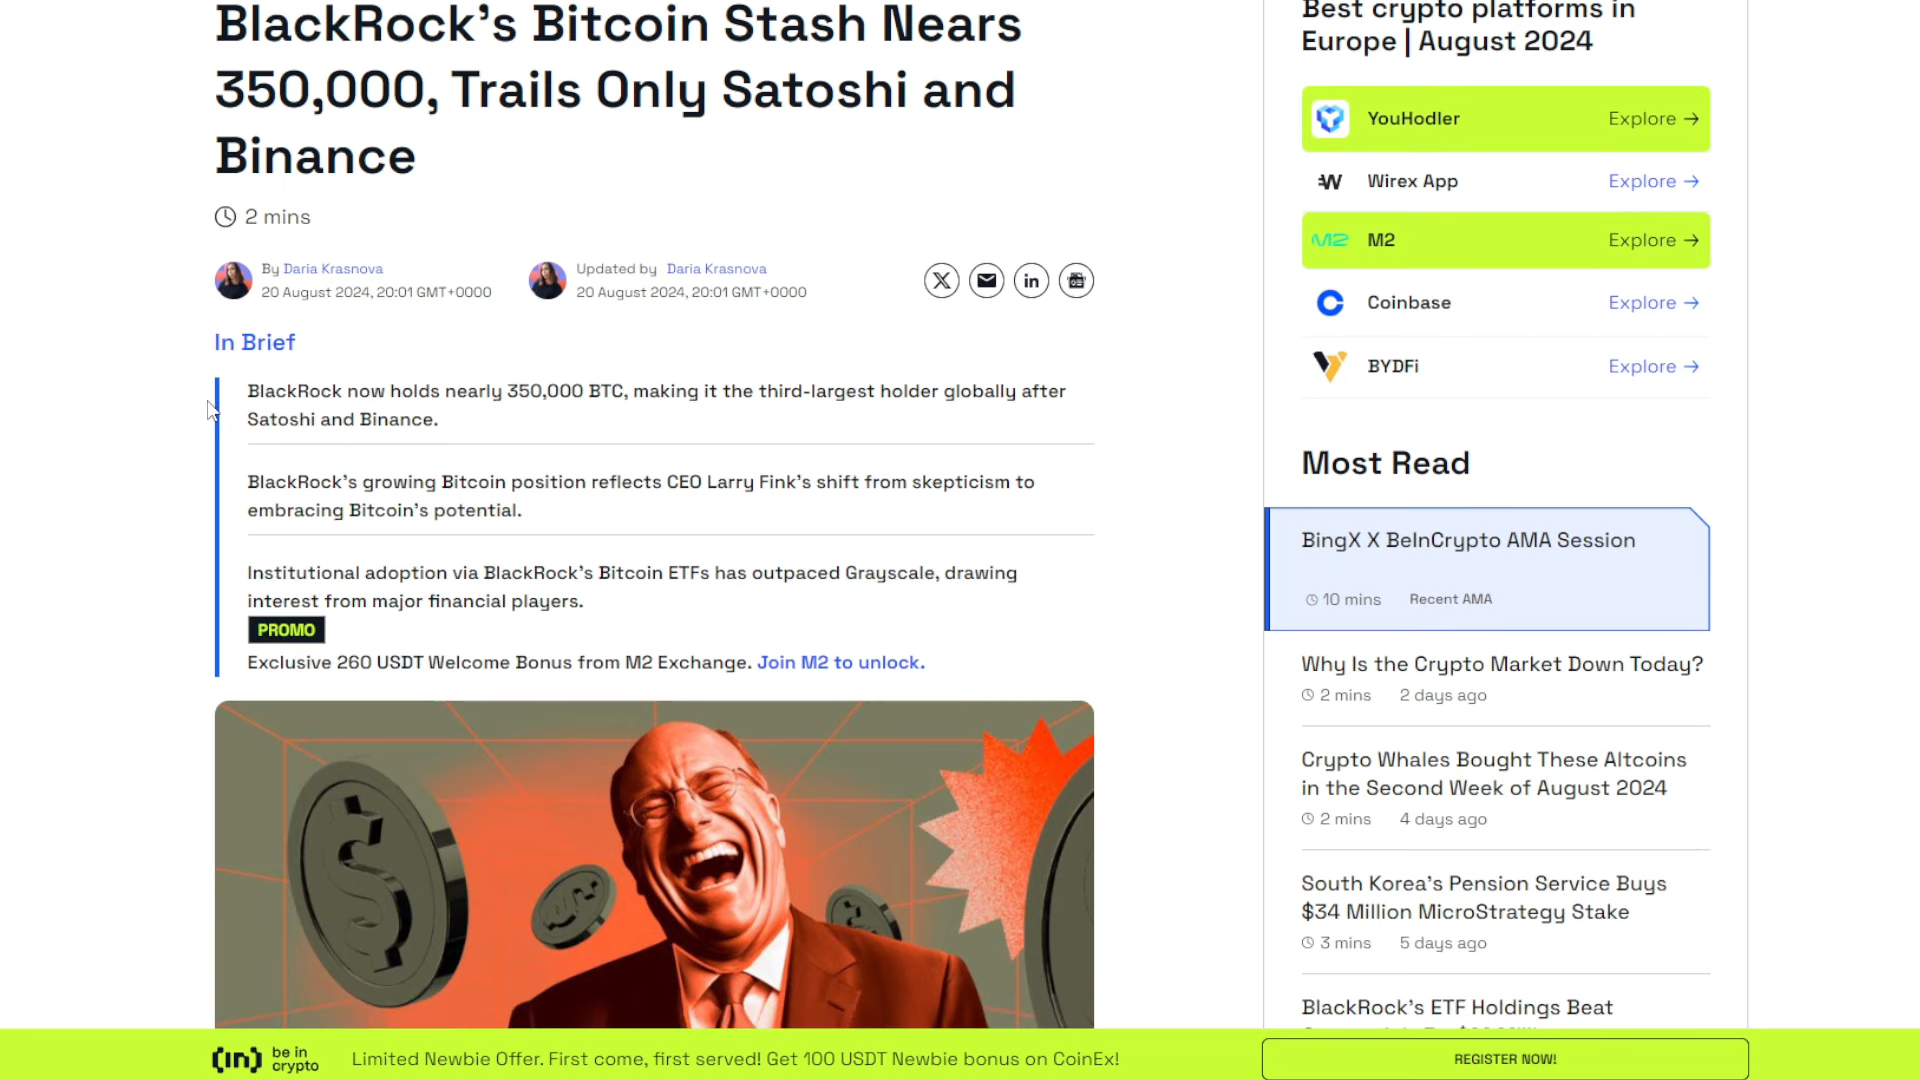 BlackRock's Bitcoin Stash Nears
350,000, Trails Only Satoshi and
Binance
2 mins
By Daria Krasnova
20 August 2024, 20:01 GMT+0000
Updated by Daria Krasnova
20 August 2024, 20:01 GMT+0000
In Brief
BlackRock now holds nearly 350,000 BTC, making it the third-largest holder globally after
Satoshi and Binance.
BlackRock's growing Bitcoin position reflects CEO Larry Fink's shift from skepticism to
embracing Bitcoin's potential.
Institutional adoption via BlackRock's Bitcoin ETFs has outpaced Grayscale, drawing
interest from major financial players.
PROMO
Exclusive 260 USDT Welcome Bonus from M2 Exchange. Join M2 to unlock.
Best crypto platforms in
Europe | August 2024
YouHodler Explore →
Wirex App Explore →
M2 M2 Explore →
Coinbase Explore →
BYDFi Explore →
Most Read
BingX X BeInCrypto AMA Session
10 mins Recent AMA
Why Is the Crypto Market Down Today?
2 mins 2 days ago
Crypto Whales Bought These Altcoins
in the Second Week of August 2024
2 mins 4 days ago
South Korea's Pension Service Buys
$34 Million MicroStrategy Stake
3 mins 5 days ago
BlackRock's ETF Holdings Beat
(in) be in
crypto
Limited Newbie Offer. First come, first served! Get 100 USDT Newbie bonus on CoinEx!
REGISTER NOW!